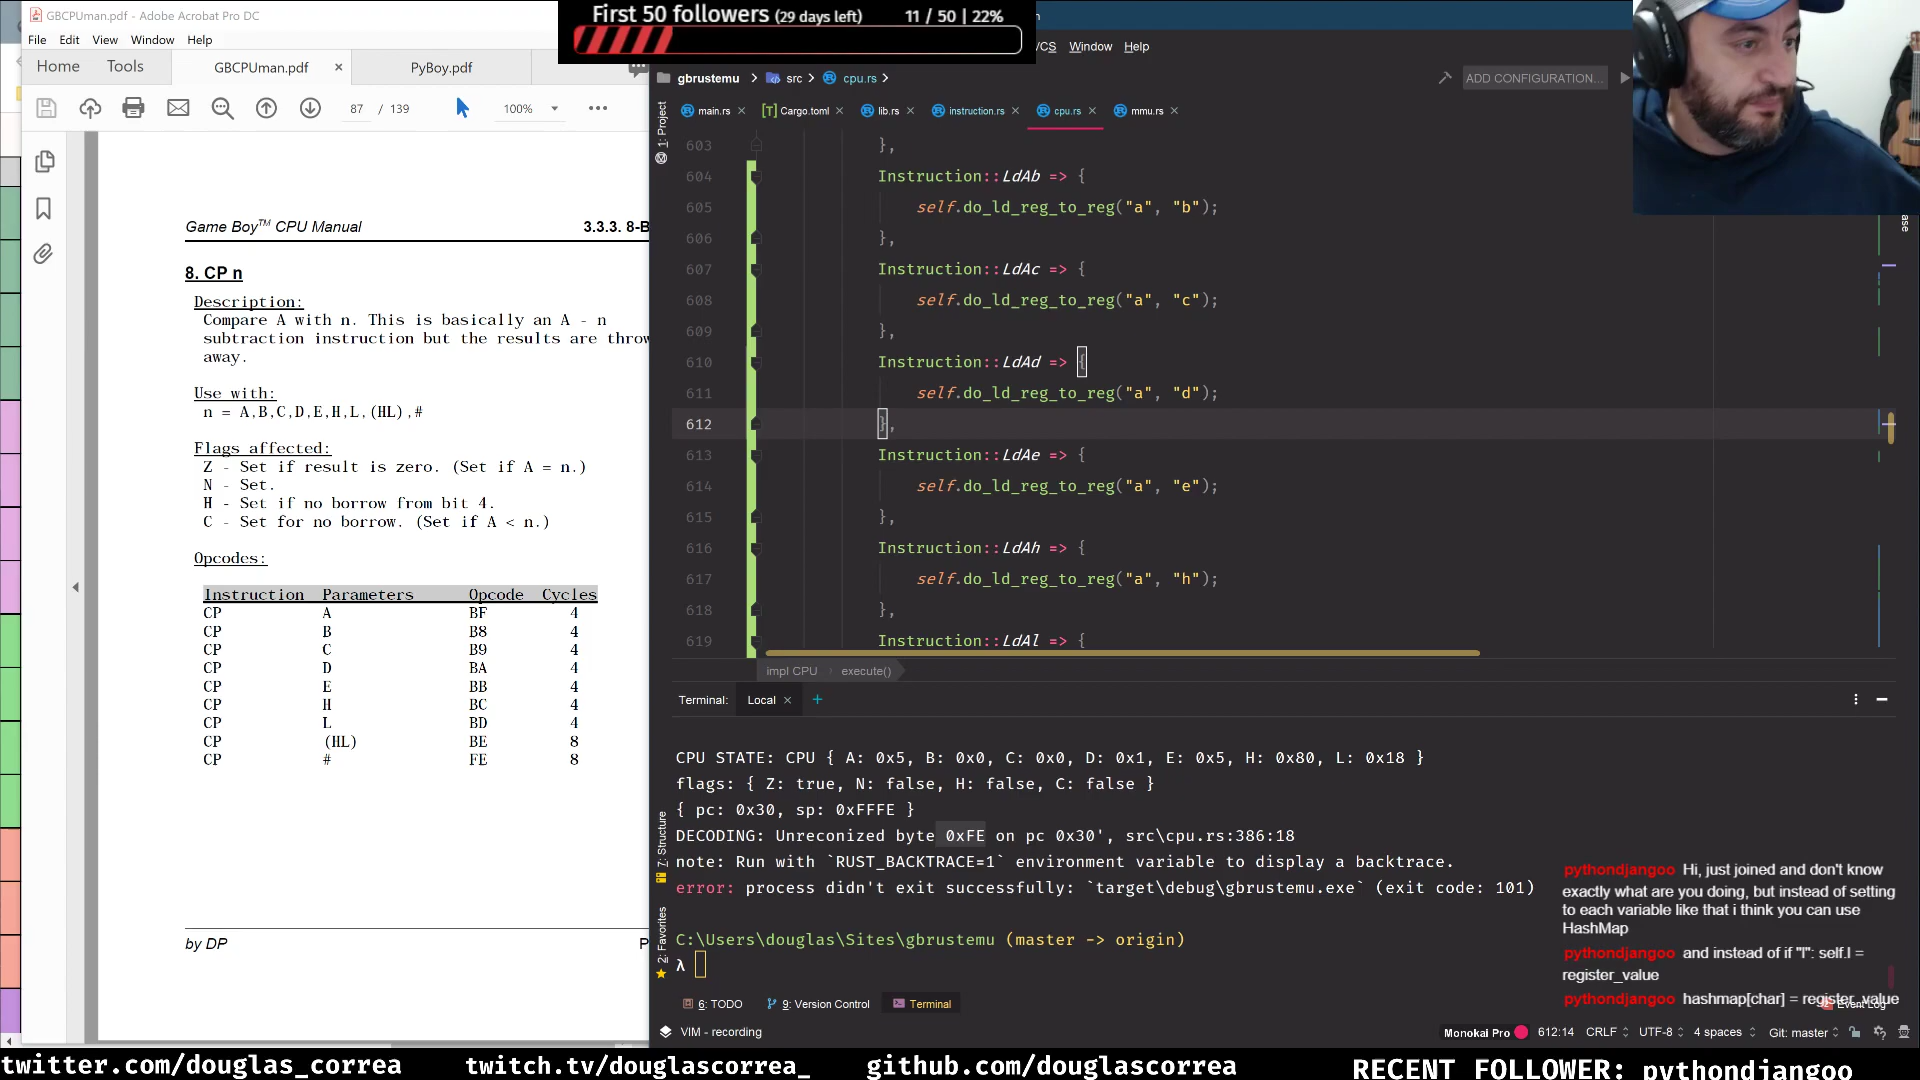 GBCPUman.pdf - Adobe Acrobat Pro DC
File Edit View Window Help
Home Tools GBCPUman.pdf × PyBoy.pdf
87 / 139 100%
Game Boy™ CPU Manual 3.3.3. 8-B
8. CP n
Description:
Compare A with n. This is basically an A - n
subtraction instruction but the results are throw
away.
Use with:
n = A,B,C,D,E,H,L,(HL),#
Flags affected:
Z - Set if result is zero. (Set if A = n.)
N - Set.
H - Set if no borrow from bit 4.
C - Set for no borrow. (Set if A < n.)
Opcodes:
Instruction Parameters Opcode Cycles
CP A BF 4
CP B B8 4
CP C B9 4
CP D BA 4
CP E BB 4
CP H BC 4
CP L BD 4
CP (HL) BE 8
CP # FE 8
by DP P
First 50 followers (29 days left) 11 / 50 | 22%
VCS Window Help
gbrustemu > src > cpu.rs >
ADD CONFIGURATION...
main.rs × [T] Cargo.toml × lib.rs × instruction.rs × cpu.rs × mmu.rs ×
1: Project
603 },
604 Instruction::LdAb => {
605 self.do_ld_reg_to_reg("a", "b");
606 },
607 Instruction::LdAc => {
608 self.do_ld_reg_to_reg("a", "c");
609 },
610 Instruction::LdAd => {
611 self.do_ld_reg_to_reg("a", "d");
612 },
613 Instruction::LdAe => {
614 self.do_ld_reg_to_reg("a", "e");
615 },
616 Instruction::LdAh => {
617 self.do_ld_reg_to_reg("a", "h");
618 },
619 Instruction::LdAl => {
impl CPU > execute()
Terminal: Local × +
CPU STATE: CPU { A: 0x5, B: 0x0, C: 0x0, D: 0x1, E: 0x5, H: 0x80, L: 0x18 }
flags: { Z: true, N: false, H: false, C: false }
{ pc: 0x30, sp: 0xFFFE }
DECODING: Unreconized byte 0xFE on pc 0x30', src\cpu.rs:386:18
note: Run with `RUST_BACKTRACE=1` environment variable to display a backtrace.
error: process didn't exit successfully: `target\debug\gbrustemu.exe` (exit code: 101)
C:\Users\douglas\Sites\gbrustemu (master -> origin)
λ
7: Structure
2: Favorites
6: TODO 9: Version Control Terminal
Event Log
VIM - recording
Monokai Pro 612:14 CRLF UTF-8 4 spaces Git: master
pythondjangoo Hi, just joined and don't know
exactly what are you doing, but instead of setting
to each variable like that i think you can use
HashMap
pythondjangoo and instead of if "l": self.l =
register_value
pythondjangoo hashmap[char] = register_value
twitter.com/douglas_correa twitch.tv/douglascorrea_ github.com/douglascorrea RECENT FOLLOWER: pythondjangoo